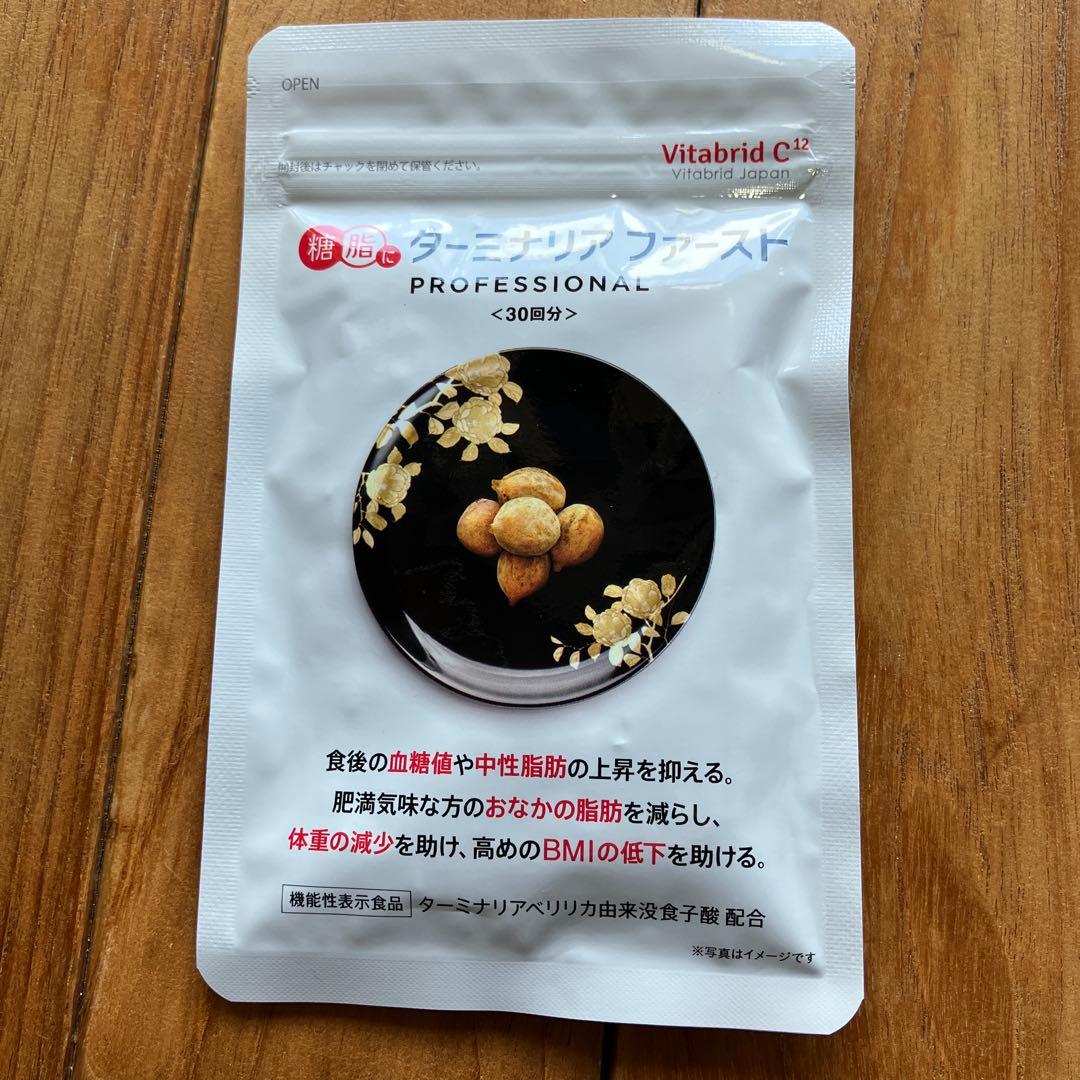 OPEN
開封後はチャックを閉めて保管ください。
Vitabrid C¹²
Vitabrid Japan
糖 脂に ターミナリア ファースト
PROFESSIONAL
＜30回分＞
食後の血糖値や中性脂肪の上昇を抑える。
肥満気味な方のおなかの脂肪を減らし、
体重の減少を助け、高めのBMIの低下を助ける。
機能性表示食品 ターミナリアベリリカ由来没食子酸 配合
※写真はイメージです